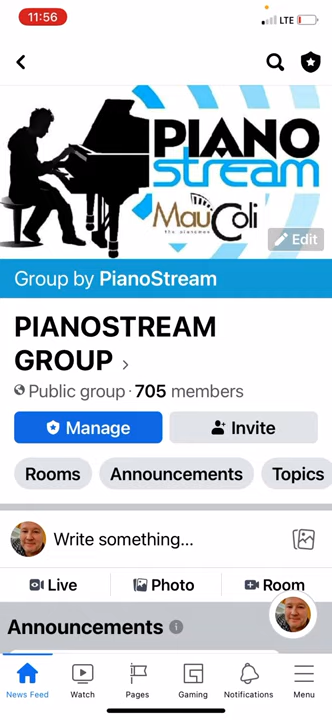 11:56
LTE
PIANO
stream
MauColi
Edit
Group by PianoStream
PIANOSTREAM
GROUP
Public group · 705 members
Manage
Invite
Rooms
Announcements
Topics
Write something...
Live
Photo
Room
Announcements
News Feed
Watch
Pages
Gaming
Notifications
Menu